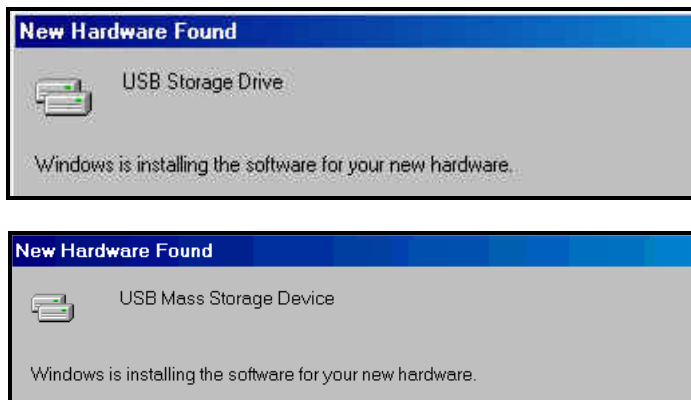 New Hardware Found
USB Storage Drive
Windows is installing the software for your new hardware.
New Hardware Found
USB Mass Storage Device
Windows is installing the software for your new hardware.